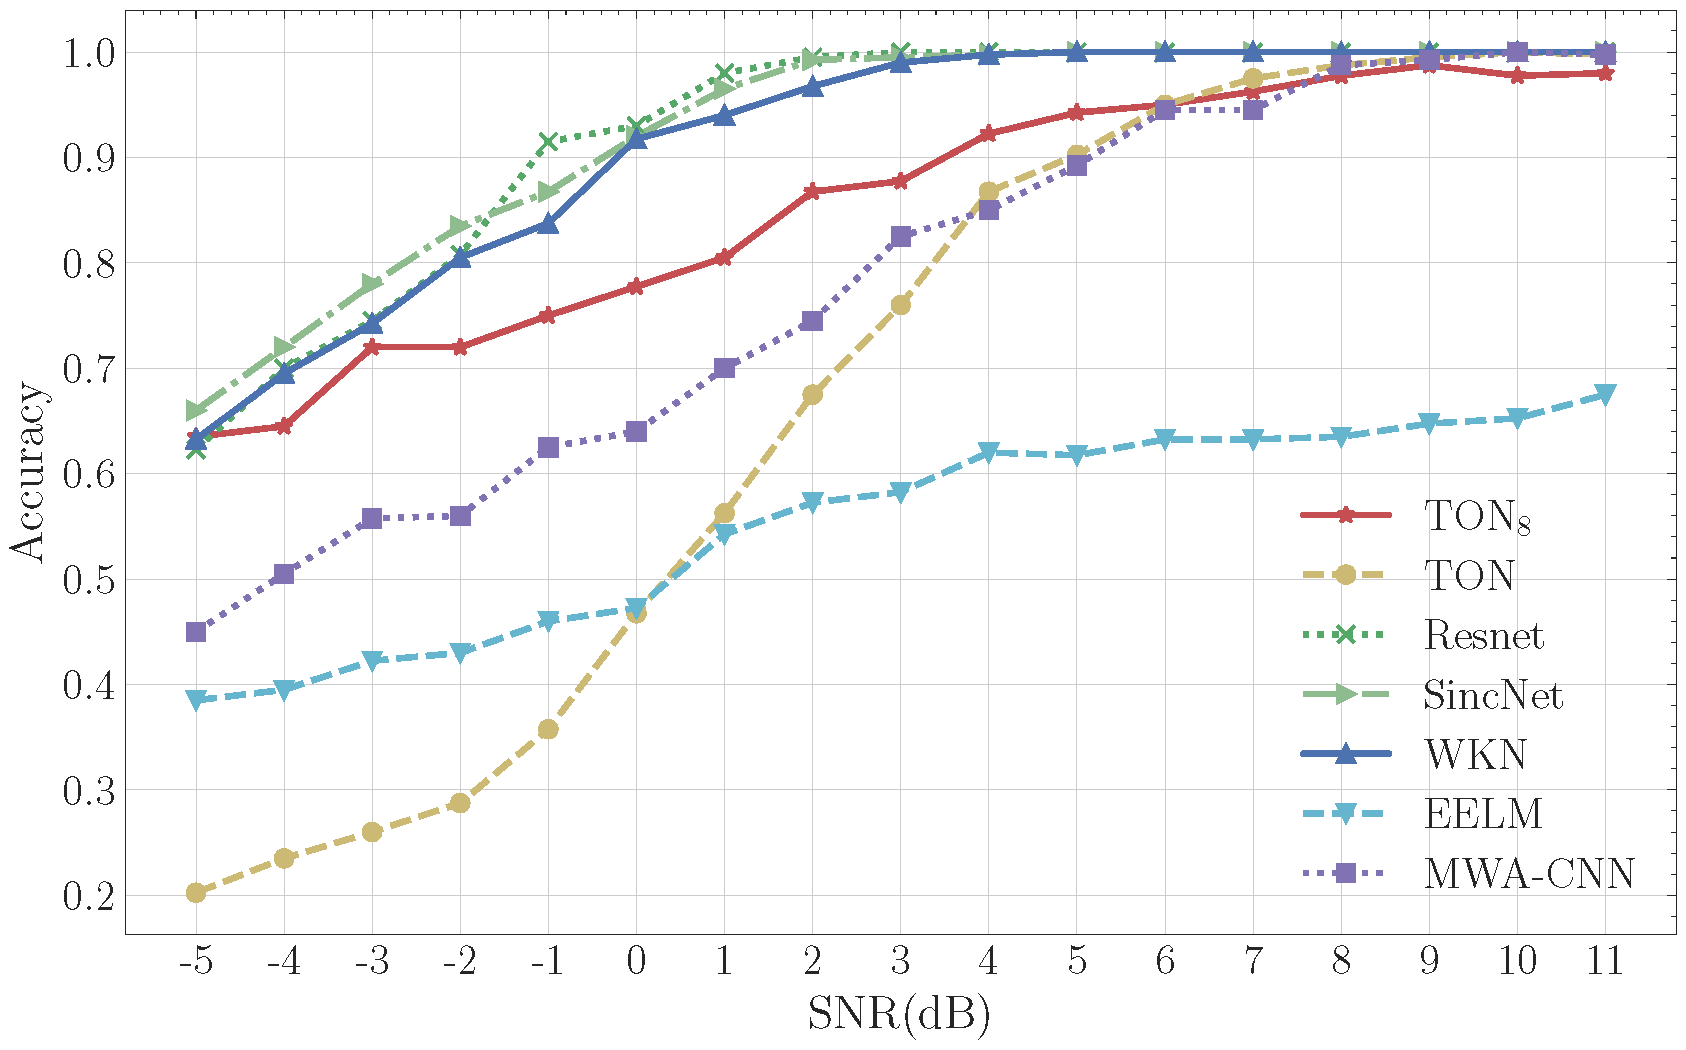 1.0
0.9
0.8
0.7
0.6
0.5
0.4
0.3
0.2
Accuracy
TON₈
TON
Resnet
SincNet
WKN
EELM
MWA-CNN
-5 -4 -3 -2 -1 0 1 2 3 4 5 6 7 8 9 10 11
SNR(dB)